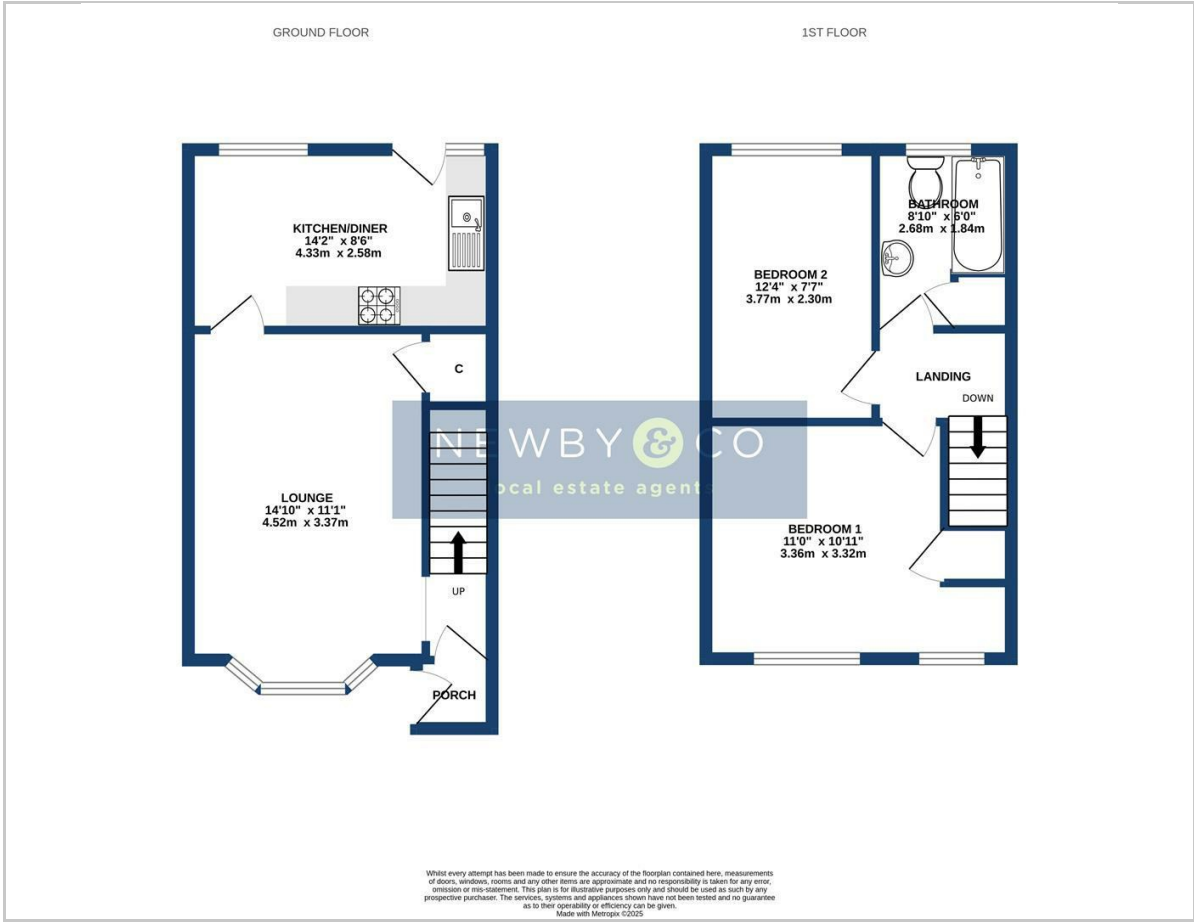 GROUND FLOOR
1ST FLOOR
KITCHEN/DINER
14'2" x 8'6"
4.33m x 2.58m
C
LOUNGE
14'10" x 11'1"
4.52m x 3.37m
UP
PORCH
BATHROOM
8'10" x 6'0"
2.68m x 1.84m
BEDROOM 2
12'4" x 7'7"
3.77m x 2.30m
LANDING
DOWN
BEDROOM 1
11'0" x 10'11"
3.36m x 3.32m
NEWBY & CO
local estate agents
Whilst every attempt has been made to ensure the accuracy of the floorplan contained here, measurements
of doors, windows, rooms and any other items are approximate and no responsibility is taken for any error,
omission or mis-statement. This plan is for illustrative purposes only and should be used as such by any
prospective purchaser. The services, systems and appliances shown have not been tested and no guarantee
as to their operability or efficiency can be given.
Made with Metropix ©2025